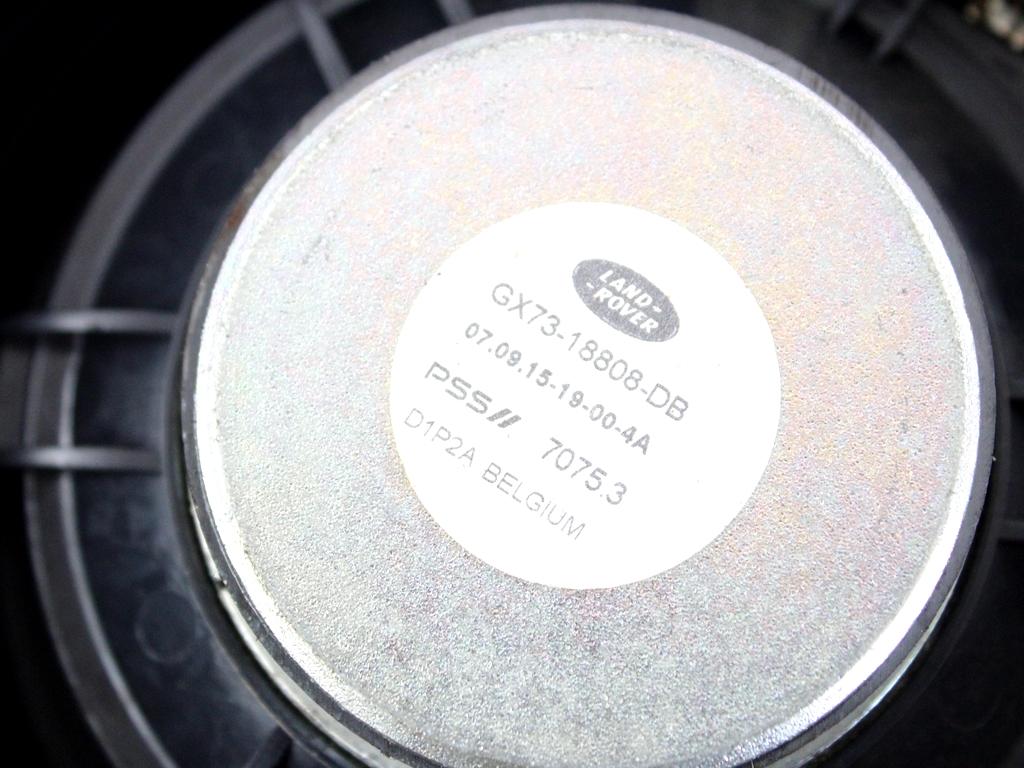 LAND-
-ROVER
GX73-18808-DB
07.09.15-19-00-4A
PSS// 7075.3
D1P2A BELGIUM